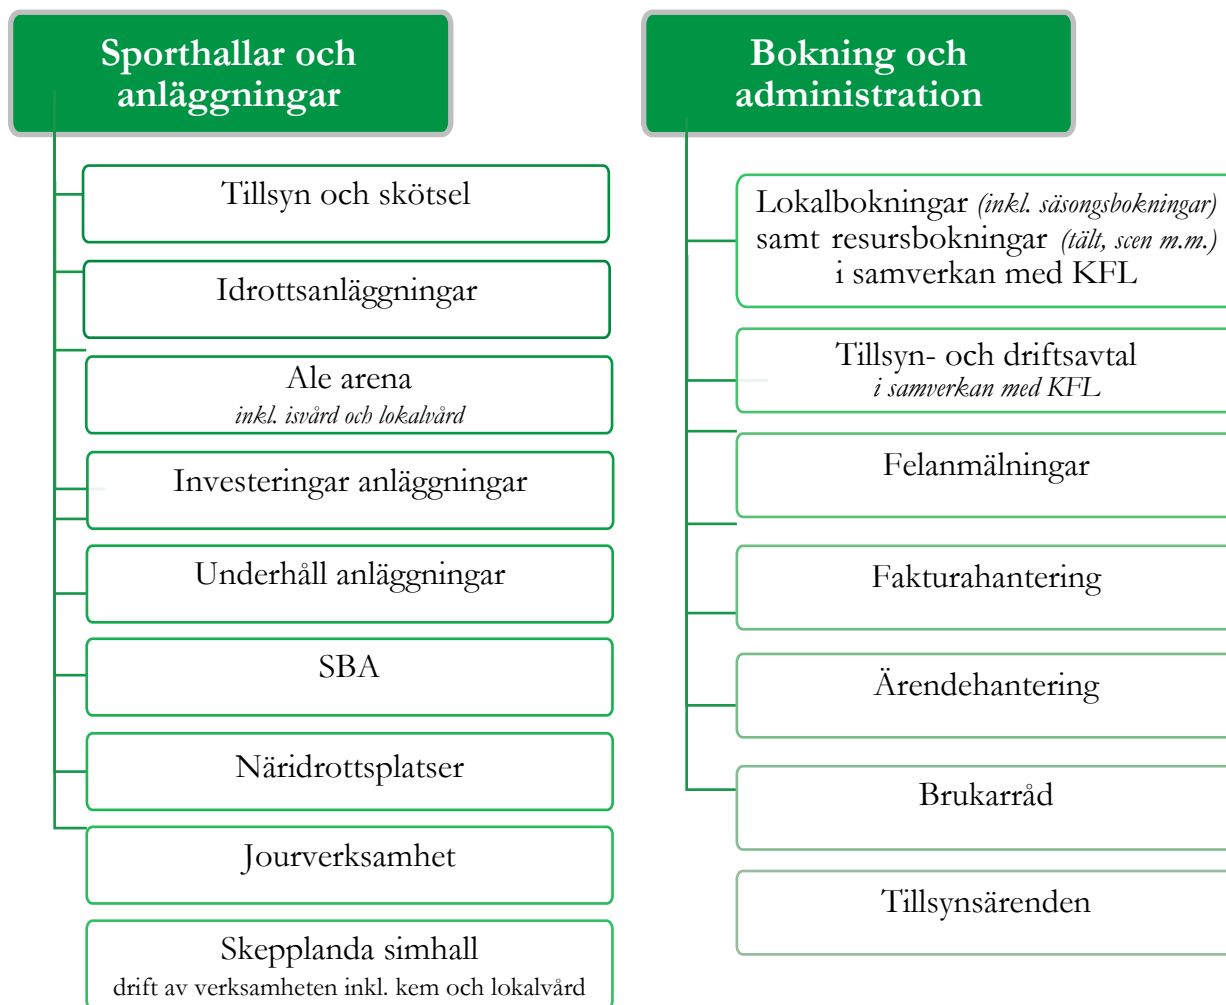 Sporthallar och
anläggningar
Tillsyn och skötsel
Idrottsanläggningar
Ale arena
inkl. isvård och lokalvård
Investeringar anläggningar
Underhåll anläggningar
SBA
Näridrottsplatser
Jourverksamhet
Skepplanda simhall
drift av verksamheten inkl. kem och lokalvård
Bokning och
administration
Lokalbokningar (inkl. säsongsbokningar)
samt resursbokningar (tält, scen m.m.)
i samverkan med KFL
Tillsyn- och driftsavtal
i samverkan med KFL
Felanmälningar
Fakturahantering
Ärendehantering
Brukarråd
Tillsynsärenden